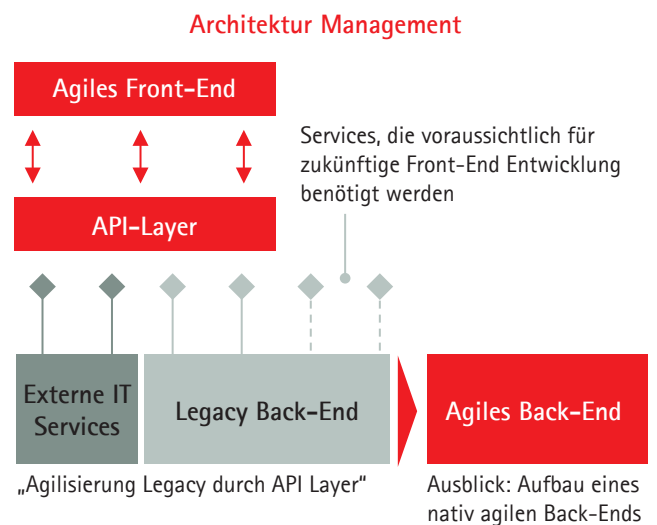 Architektur Management
Agiles Front-End
Services, die voraussichtlich für
zukünftige Front-End Entwicklung
benötigt werden
API-Layer
Externe IT
Services
Legacy Back-End
Agiles Back-End
„Agilisierung Legacy durch API Layer“
Ausblick: Aufbau eines
nativ agilen Back-Ends